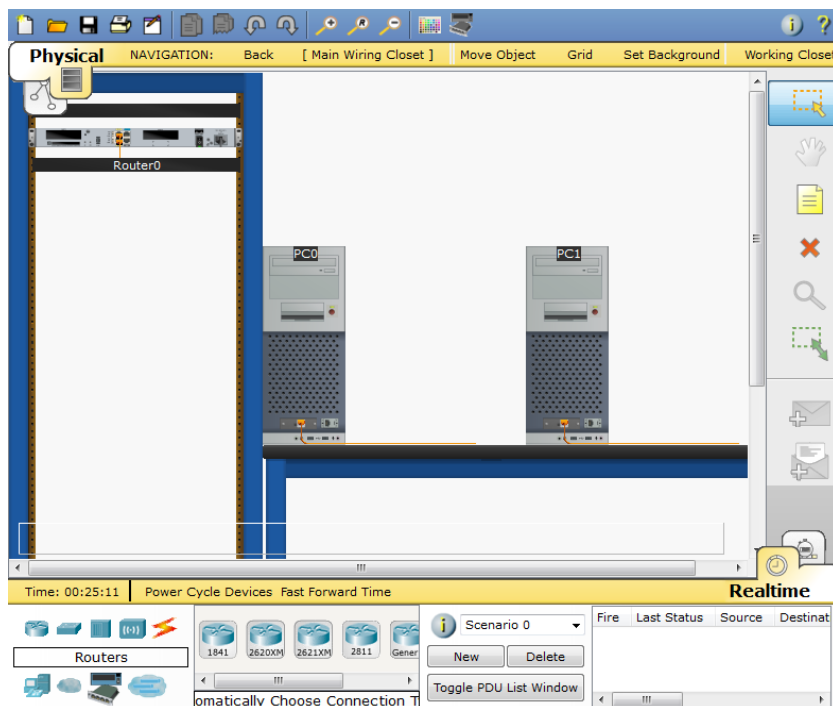 Physical NAVIGATION: Back [ Main Wiring Closet ] Move Object Grid Set Background Working Closet
Router0
PC0 PC1
Time: 00:25:11 Power Cycle Devices Fast Forward Time Realtime
Scenario 0 Fire Last Status Source Destinat
1841 2620XM 2621XM 2811 Gener
Routers New Delete
Toggle PDU List Window
omatically Choose Connection T